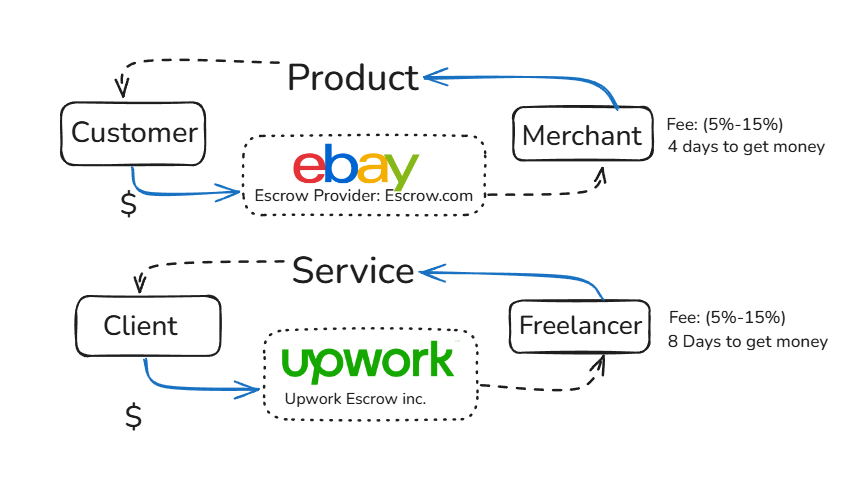 Product
Customer
Merchant
Fee: (5%-15%)
4 days to get money
ebay
Escrow Provider: Escrow.com
$
Service
Client
Freelancer
Fee: (5%-15%)
8 Days to get money
upwork
Upwork Escrow inc.
$